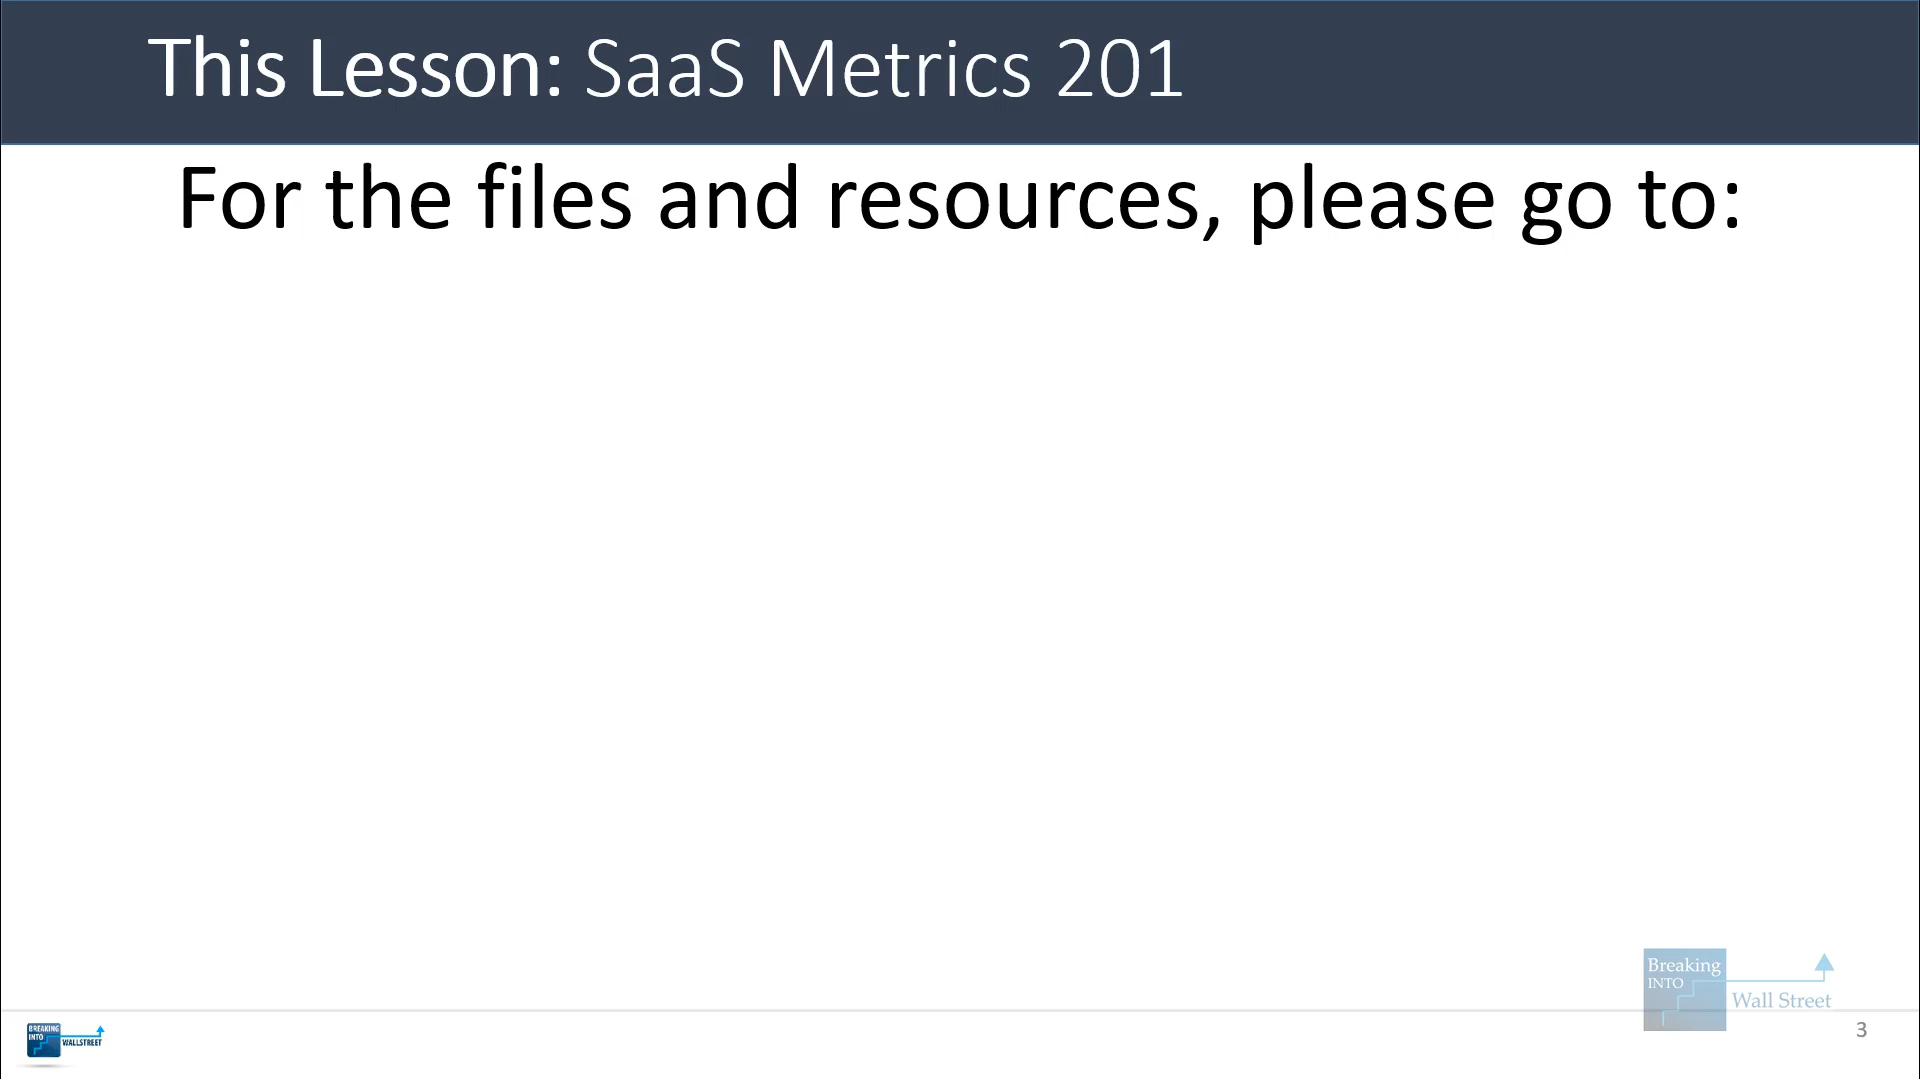 This Lesson: SaaS Metrics 201
For the files and resources, please go to:
Breaking
INTO
Wall Street
BREAKING
INTO
WALLSTREET
3